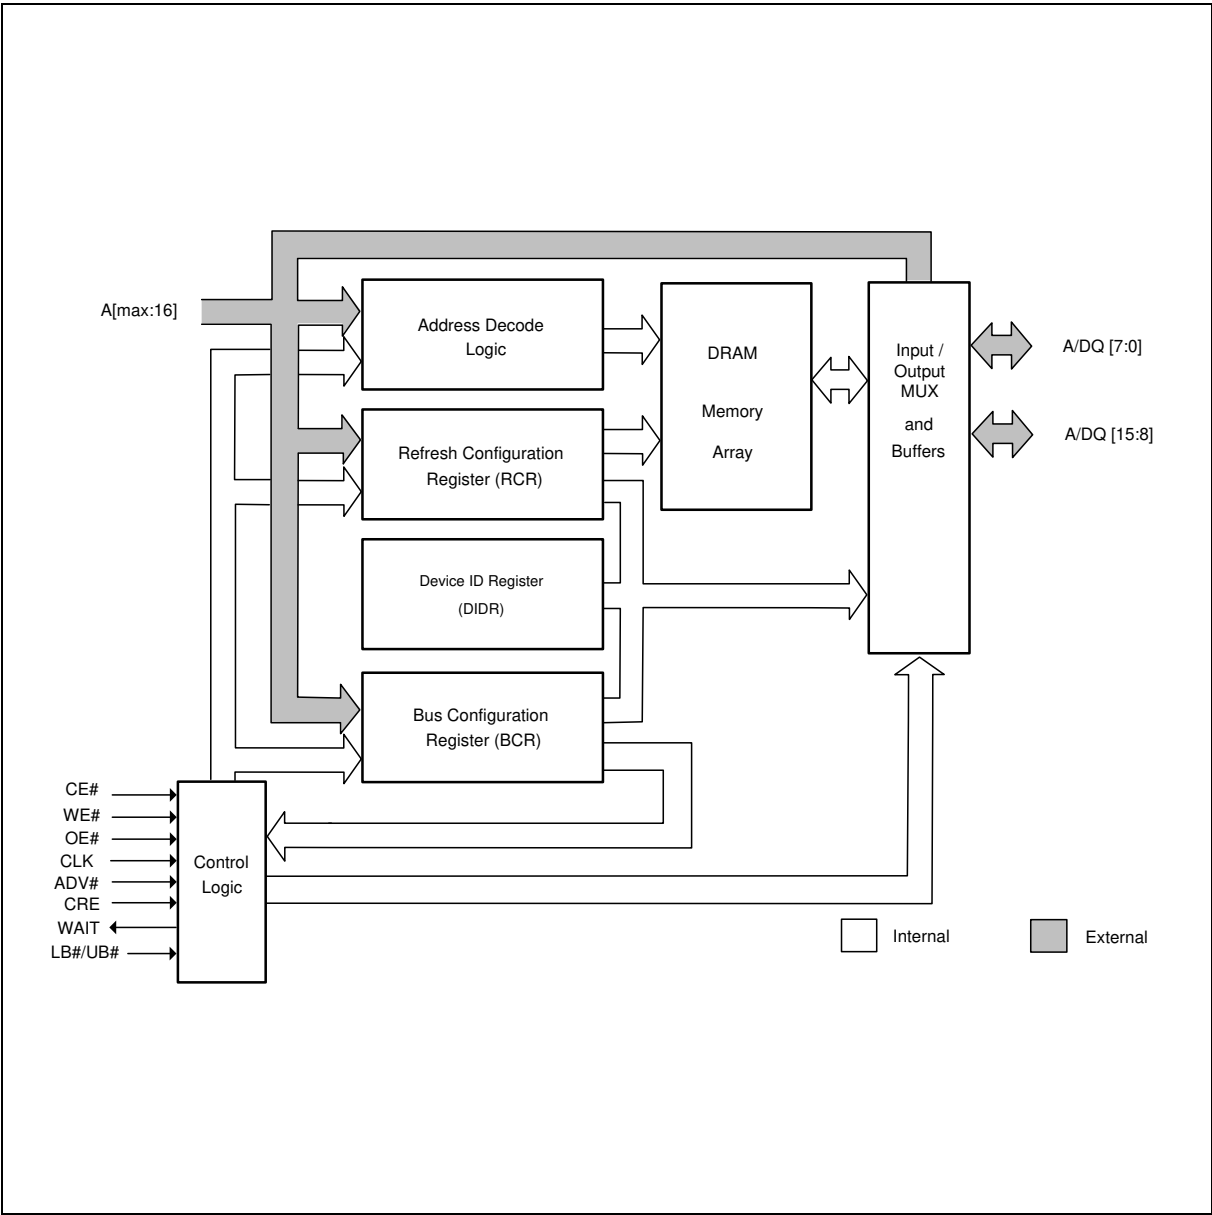 A[max:16]
Address Decode
Logic
Refresh Configuration
Register (RCR)
Device ID Register
(DIDR)
Bus Configuration
Register (BCR)
DRAM
Memory
Array
Input /
Output
MUX
and
Buffers
A/DQ [7:0]
A/DQ [15:8]
CE#
WE#
OE#
CLK
ADV#
CRE
WAIT
LB#/UB#
Control
Logic
Internal
External